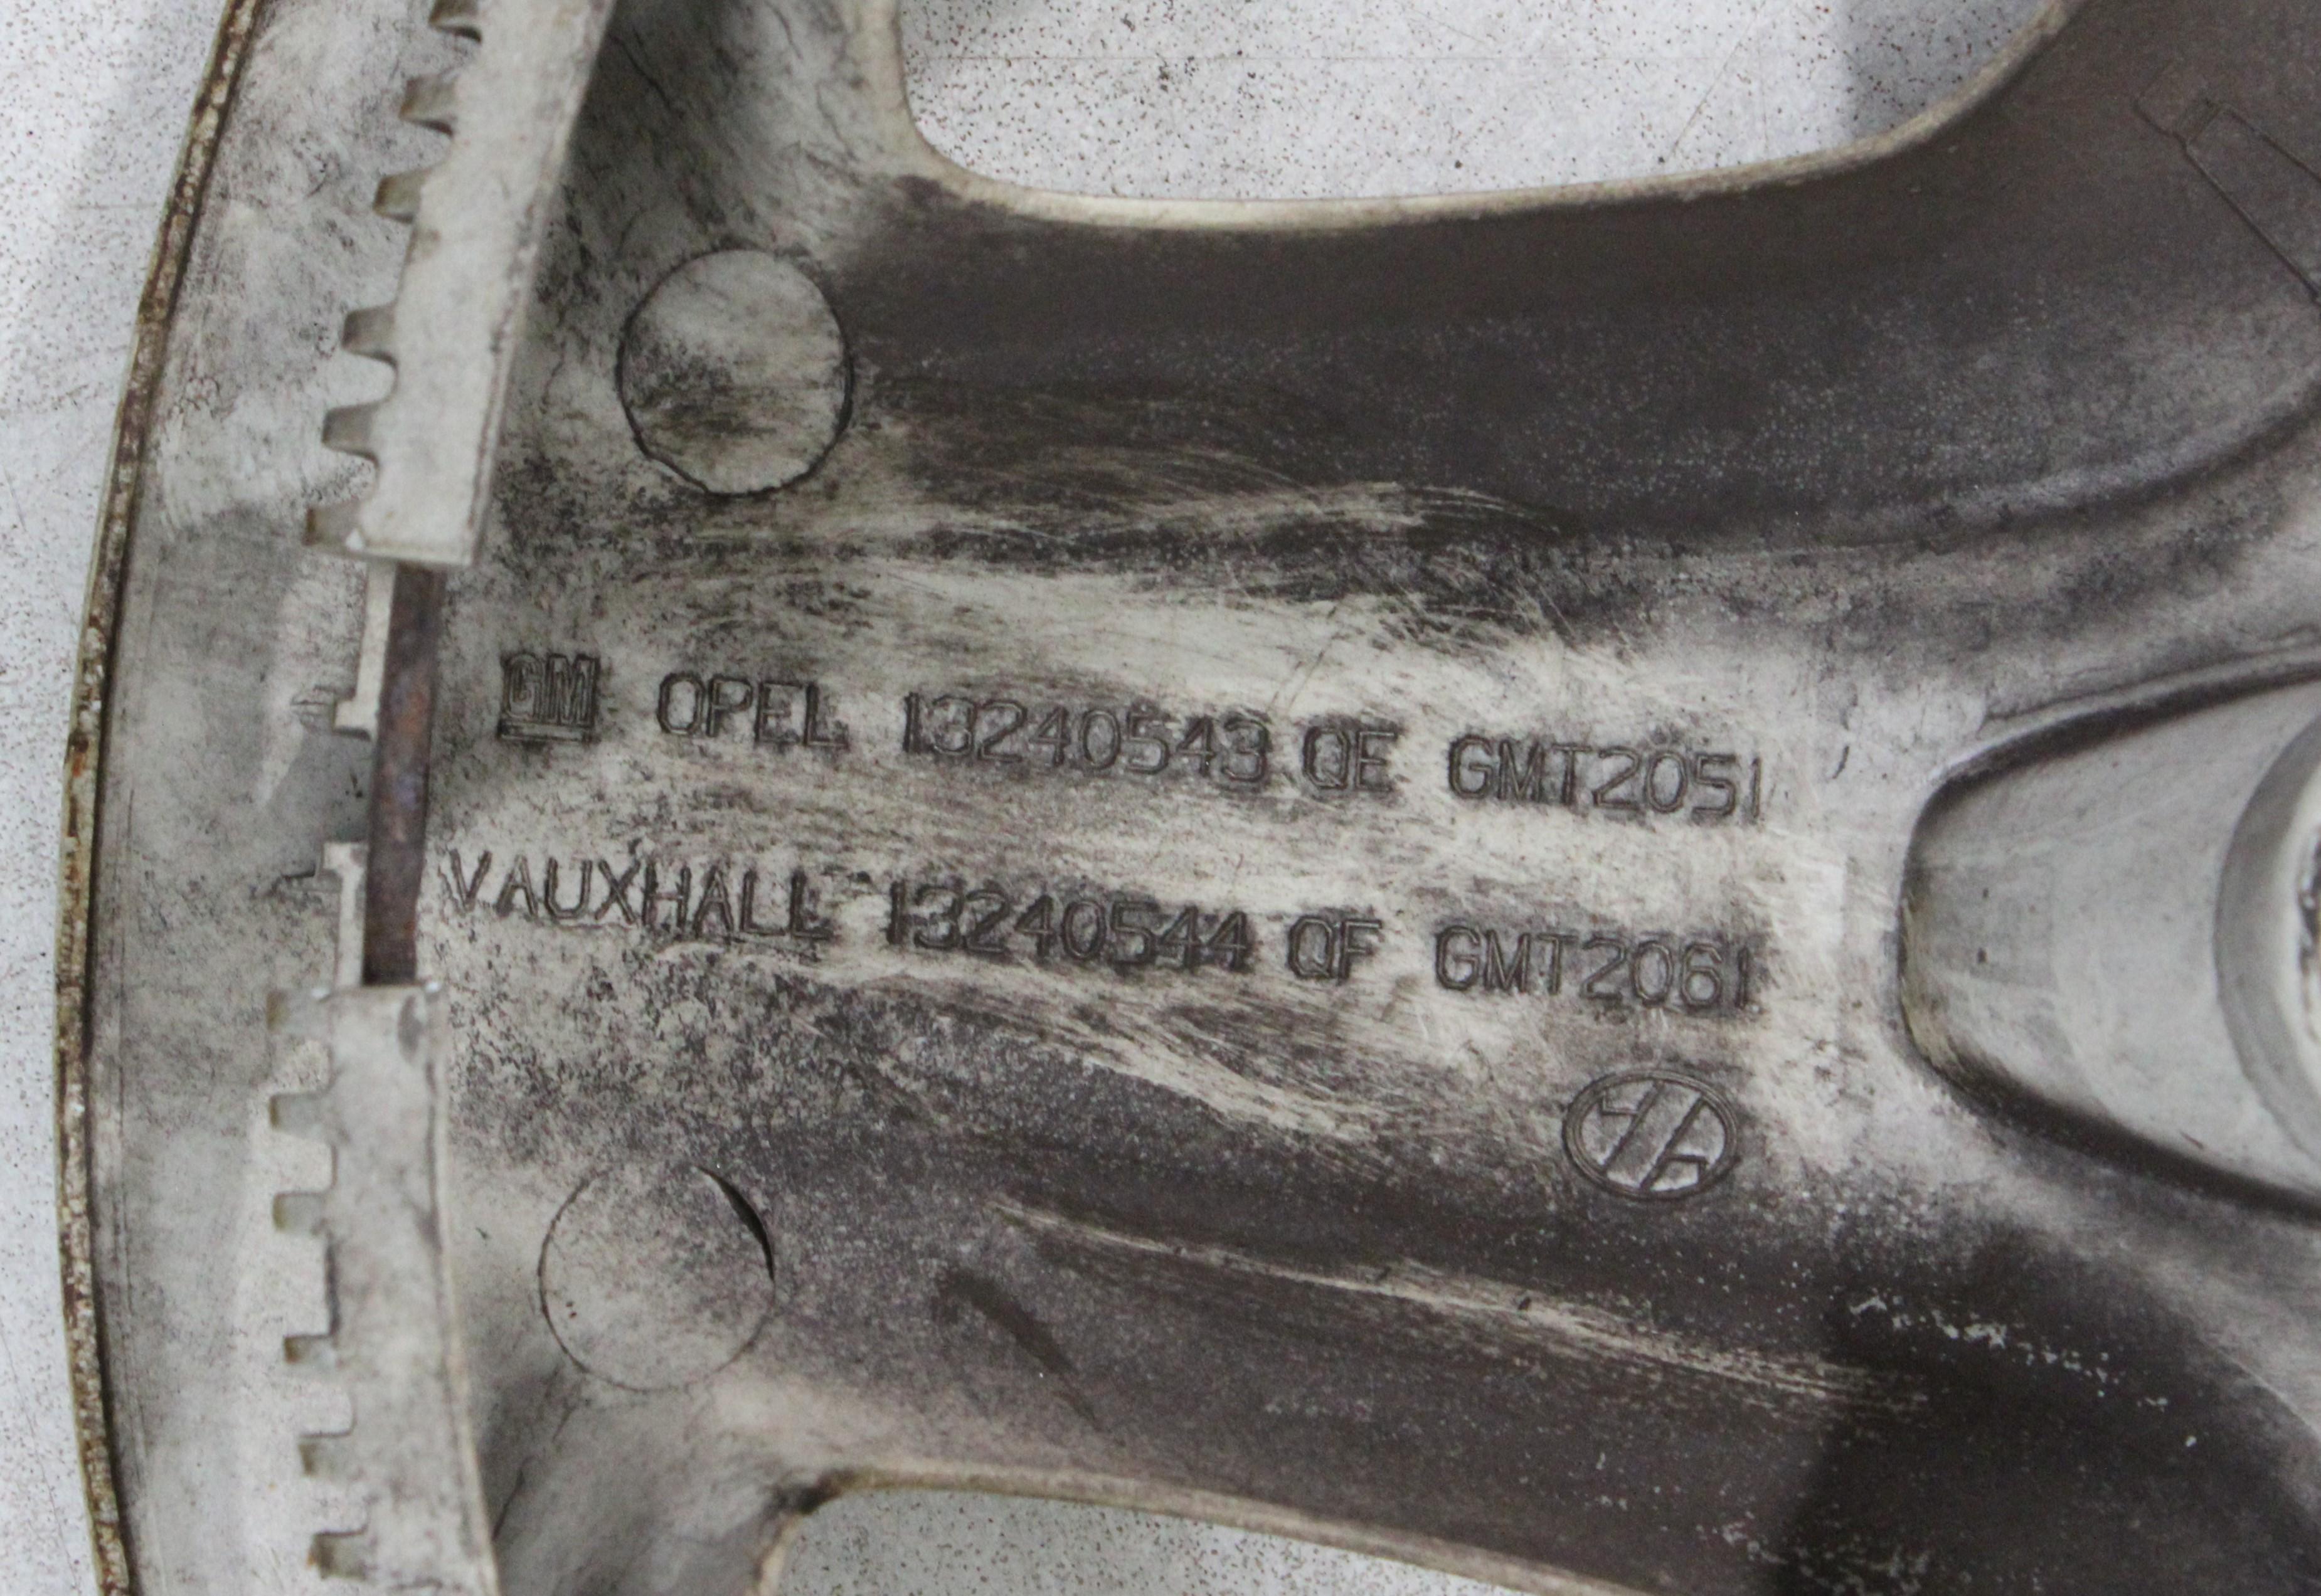 GM OPEL 13240543 QE GMT2051
VAUXHALL 13240544 QF GMT2061